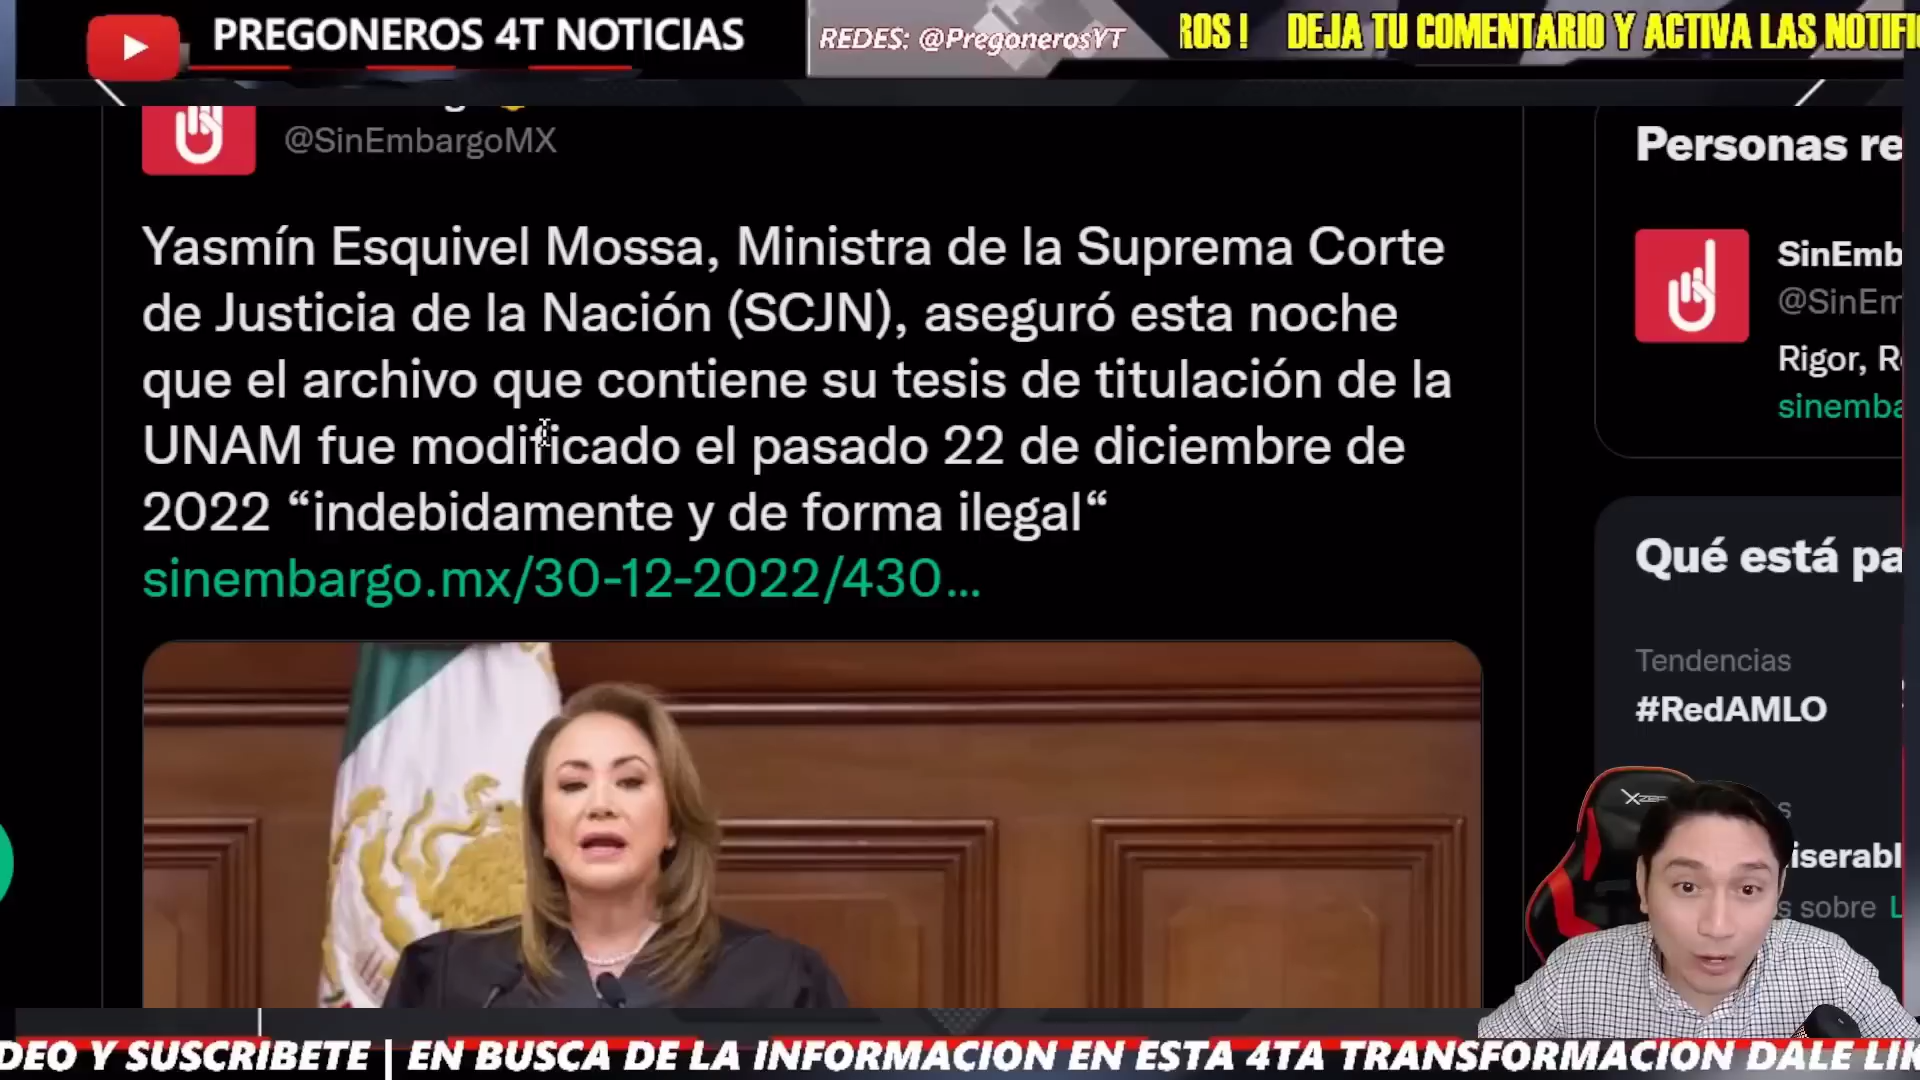 PREGONEROS 4T NOTICIAS
REDES: @PregonerosYT
ROS ! DEJA TU COMENTARIO Y ACTIVA LAS NOTIFI
@SinEmbargoMX
Yasmín Esquivel Mossa, Ministra de la Suprema Corte
de Justicia de la Nación (SCJN), aseguró esta noche
que el archivo que contiene su tesis de titulación de la
UNAM fue modificado el pasado 22 de diciembre de
2022 “indebidamente y de forma ilegal“
sinembargo.mx/30-12-2022/430...
Personas re
SinEmb
@SinEm
Rigor, R
sinemba
Qué está pa
Tendencias
#RedAMLO
iserabl
s sobre L
DEO Y SUSCRIBETE | EN BUSCA DE LA INFORMACION EN ESTA 4TA TRANSFORMACION DALE LIK